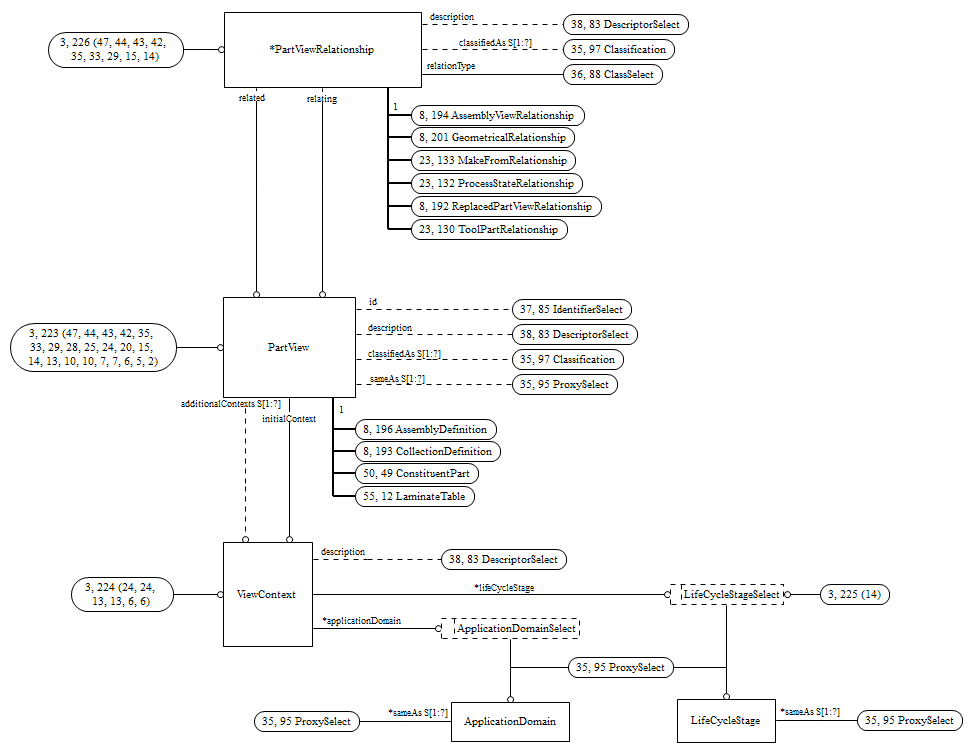 description
38, 83 DescriptorSelect
3, 226 (47, 44, 43, 42,
35, 33, 29, 15, 14)
*PartViewRelationship
classifiedAs S[1:?]
35, 97 Classification
relationType
36, 88 ClassSelect
related
relating
1
8, 194 AssemblyViewRelationship
8, 201 GeometricalRelationship
23, 133 MakeFromRelationship
23, 132 ProcessStateRelationship
8, 192 ReplacedPartViewRelationship
23, 130 ToolPartRelationship
id
37, 85 IdentifierSelect
description
38, 83 DescriptorSelect
3, 223 (47, 44, 43, 42, 35,
33, 29, 28, 25, 24, 20, 15,
14, 13, 10, 10, 7, 7, 6, 5, 2)
PartView
classifiedAs S[1:?]
35, 97 Classification
sameAs S[1:?]
35, 95 ProxySelect
additionalContexts S[1:?]
initialContext
1
8, 196 AssemblyDefinition
8, 193 CollectionDefinition
50, 49 ConstituentPart
55, 12 LaminateTable
description
38, 83 DescriptorSelect
3, 224 (24, 24,
13, 13, 6, 6)
ViewContext
*lifeCycleStage
LifeCycleStageSelect
3, 225 (14)
*applicationDomain
ApplicationDomainSelect
35, 95 ProxySelect
35, 95 ProxySelect
*sameAs S[1:?]
ApplicationDomain
LifeCycleStage
*sameAs S[1:?]
35, 95 ProxySelect